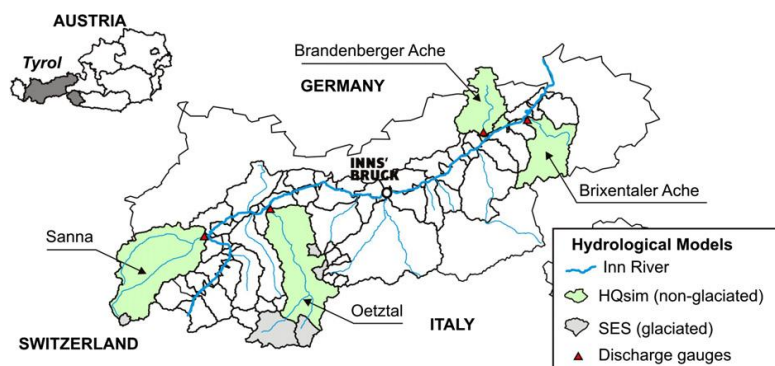 AUSTRIA
Tyrol
Brandenberger Ache
GERMANY
INNS'
BRUCK
Brixentaler Ache
Sanna
Oetztal
ITALY
SWITZERLAND
Hydrological Models
Inn River
HQsim (non-glaciated)
SES (glaciated)
Discharge gauges